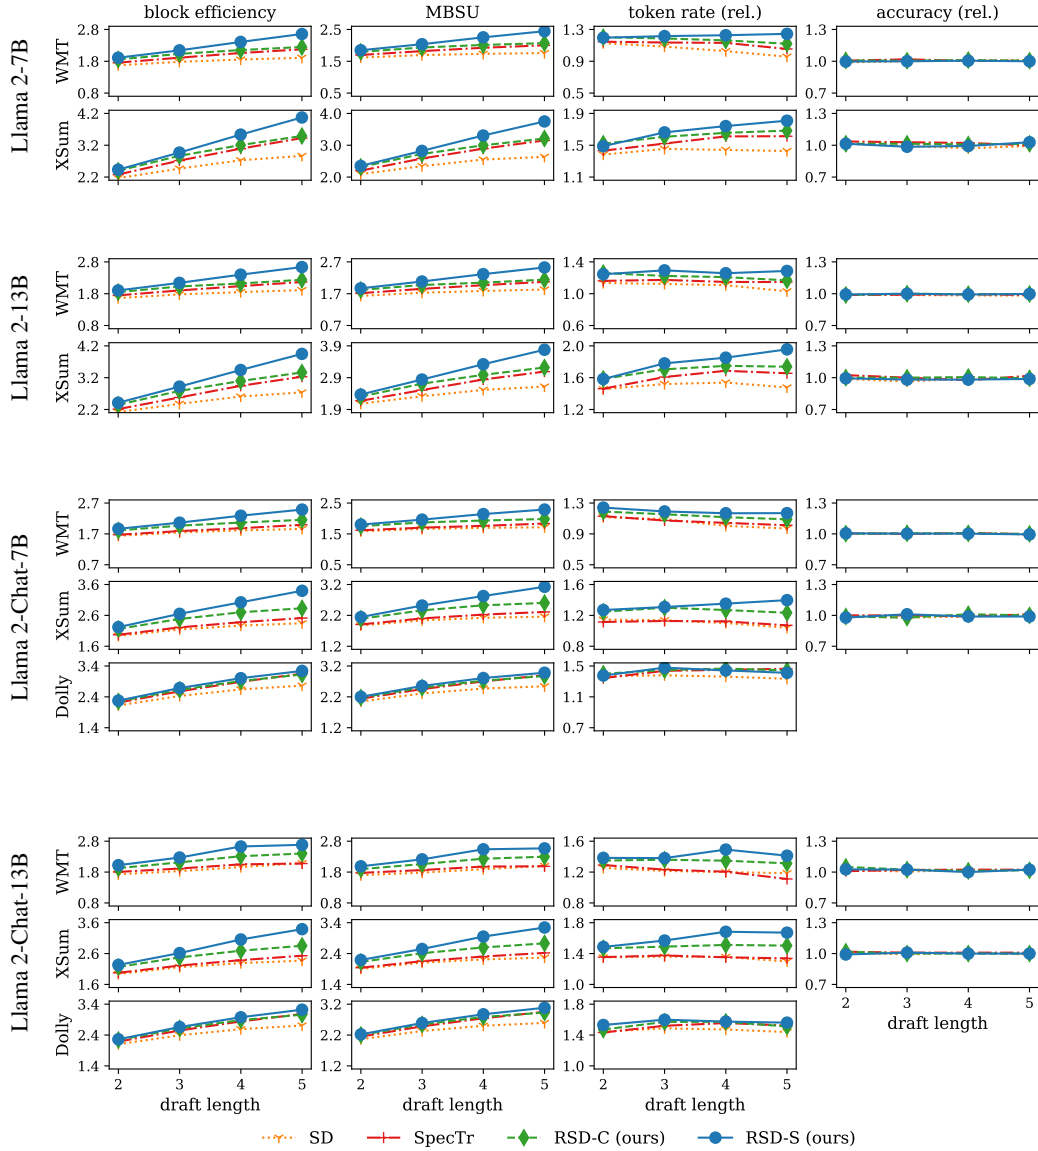 block efficiency MBSU token rate (rel.) accuracy (rel.)
Llama 2-7B
WMT 2.8 1.8 0.8 2.5 1.5 0.5 1.3 0.9 0.5 1.3 1.0 0.7
XSum 4.2 3.2 2.2 4.0 3.0 2.0 1.9 1.5 1.1 1.3 1.0 0.7
Llama 2-13B
WMT 2.8 1.8 0.8 2.7 1.7 0.7 1.4 1.0 0.6 1.3 1.0 0.7
XSum 4.2 3.2 2.2 3.9 2.9 1.9 2.0 1.6 1.2 1.3 1.0 0.7
Llama 2-Chat-7B
WMT 2.7 1.7 0.7 2.5 1.5 0.5 1.3 0.9 0.5 1.3 1.0 0.7
XSum 3.6 2.6 1.6 3.2 2.2 1.2 1.6 1.2 0.8 1.3 1.0 0.7
Dolly 3.4 2.4 1.4 3.2 2.2 1.2 1.5 1.1 0.7
Llama 2-Chat-13B
WMT 2.8 1.8 0.8 2.8 1.8 0.8 1.6 1.2 0.8 1.3 1.0 0.7
XSum 3.6 2.6 1.6 3.4 2.4 1.4 1.8 1.4 1.0 1.3 1.0 0.7
2 3 4 5
draft length
Dolly 3.4 2.4 1.4 3.2 2.2 1.2 1.8 1.4 1.0
2 3 4 5 2 3 4 5 2 3 4 5
draft length draft length draft length
SD SpecTr RSD-C (ours) RSD-S (ours)